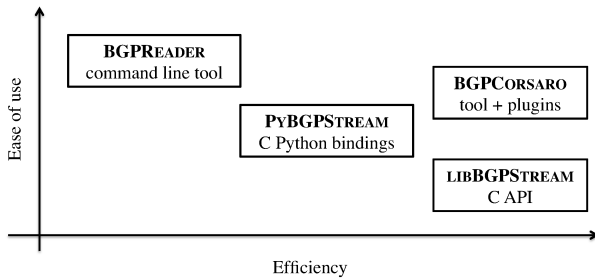 BGPREADER
command line tool
BGPCORSARO
tool + plugins
PYBGPSTREAM
C Python bindings
LIBBGPSTREAM
C API
Ease of use
Efficiency